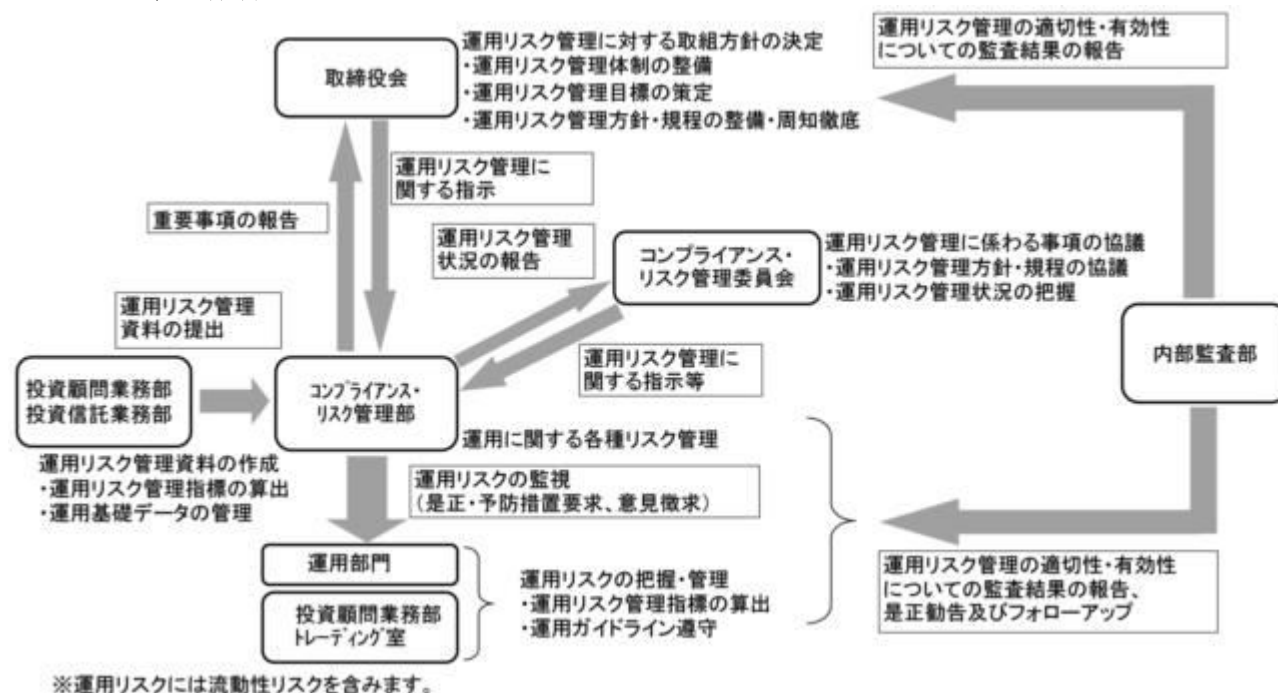 運用リスク管理に対する取組方針の決定
・運用リスク管理体制の整備
・運用リスク管理目標の策定
・運用リスク管理方針・規程の整備・周知徹底
取締役会
運用リスク管理の適切性・有効性
についての監査結果の報告
運用リスク管理に
関する指示
重要事項の報告
運用リスク管理
状況の報告
コンプライアンス・
リスク管理委員会
運用リスク管理に係わる事項の協議
・運用リスク管理方針・規程の協議
・運用リスク管理状況の把握
運用リスク管理
資料の提出
運用リスク管理に
関する指示等
内部監査部
投資顧問業務部
投資信託業務部
コンプライアンス・
リスク管理部
運用に関する各種リスク管理
運用リスク管理資料の作成
・運用リスク管理指標の算出
・運用基礎データの管理
運用リスクの監視
(是正・予防措置要求、意見徴求)
運用部門
投資顧問業務部
トレーディング室
運用リスクの把握・管理
・運用リスク管理指標の算出
・運用ガイドライン遵守
運用リスク管理の適切性・有効性
についての監査結果の報告、
是正勧告及びフォローアップ
※運用リスクには流動性リスクを含みます。